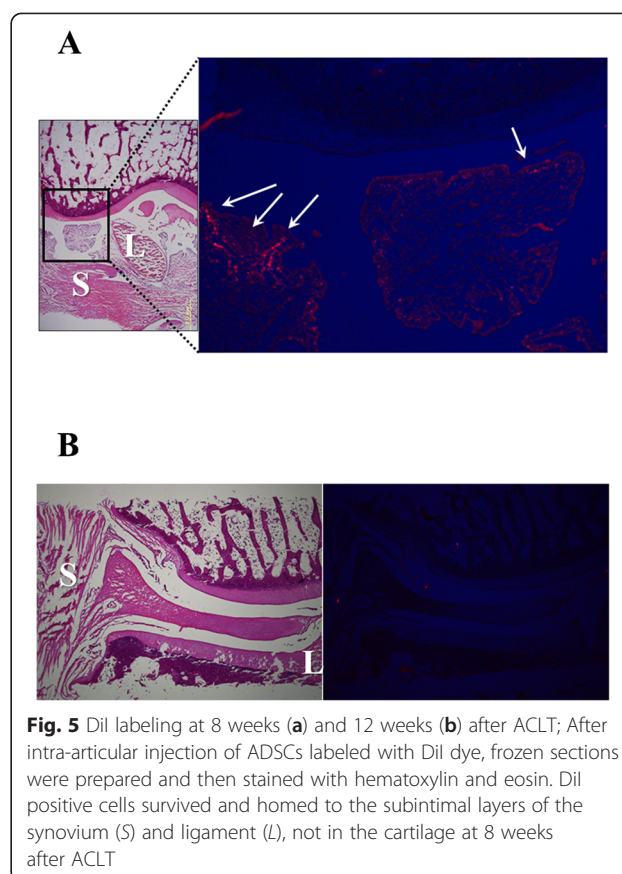 A
L
S
B
S
L
Fig. 5 DiI labeling at 8 weeks (a) and 12 weeks (b) after ACLT; After
intra-articular injection of ADSCs labeled with DiI dye, frozen sections
were prepared and then stained with hematoxylin and eosin. DiI
positive cells survived and homed to the subintimal layers of the
synovium (S) and ligament (L), not in the cartilage at 8 weeks
after ACLT